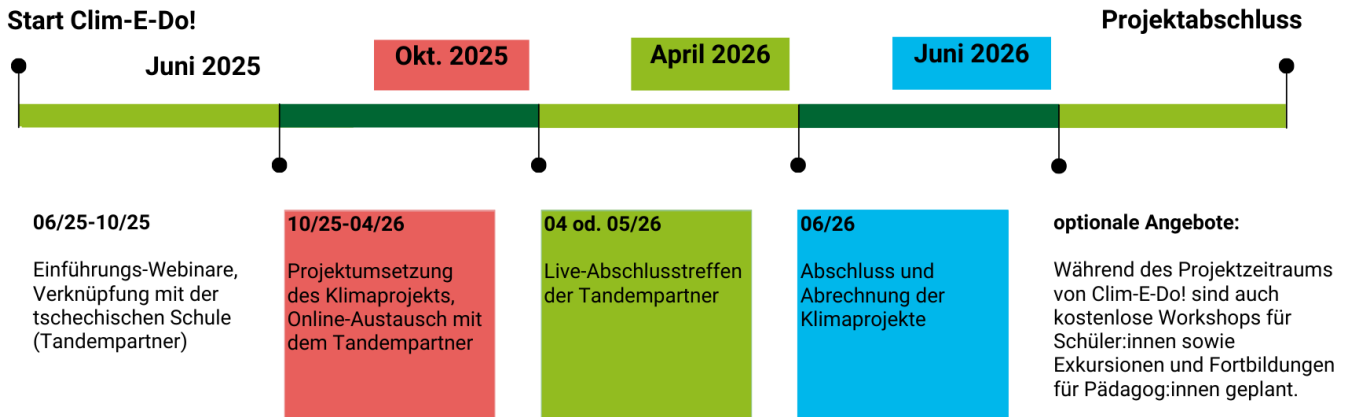 Start Clim-E-Do!
Projektabschluss
Juni 2025
Okt. 2025
April 2026
Juni 2026
06/25-10/25
Einführungs-Webinare,
Verknüpfung mit der
tschechischen Schule
(Tandempartner)
10/25-04/26
Projektumsetzung
des Klimaprojekts,
Online-Austausch mit
dem Tandempartner
04 od. 05/26
Live-Abschlusstreffen
der Tandempartner
06/26
Abschluss und
Abrechnung der
Klimaprojekte
optionale Angebote:
Während des Projektzeitraums
von Clim-E-Do! sind auch
kostenlose Workshops für
Schüler:innen sowie
Exkursionen und Fortbildungen
für Pädagog:innen geplant.